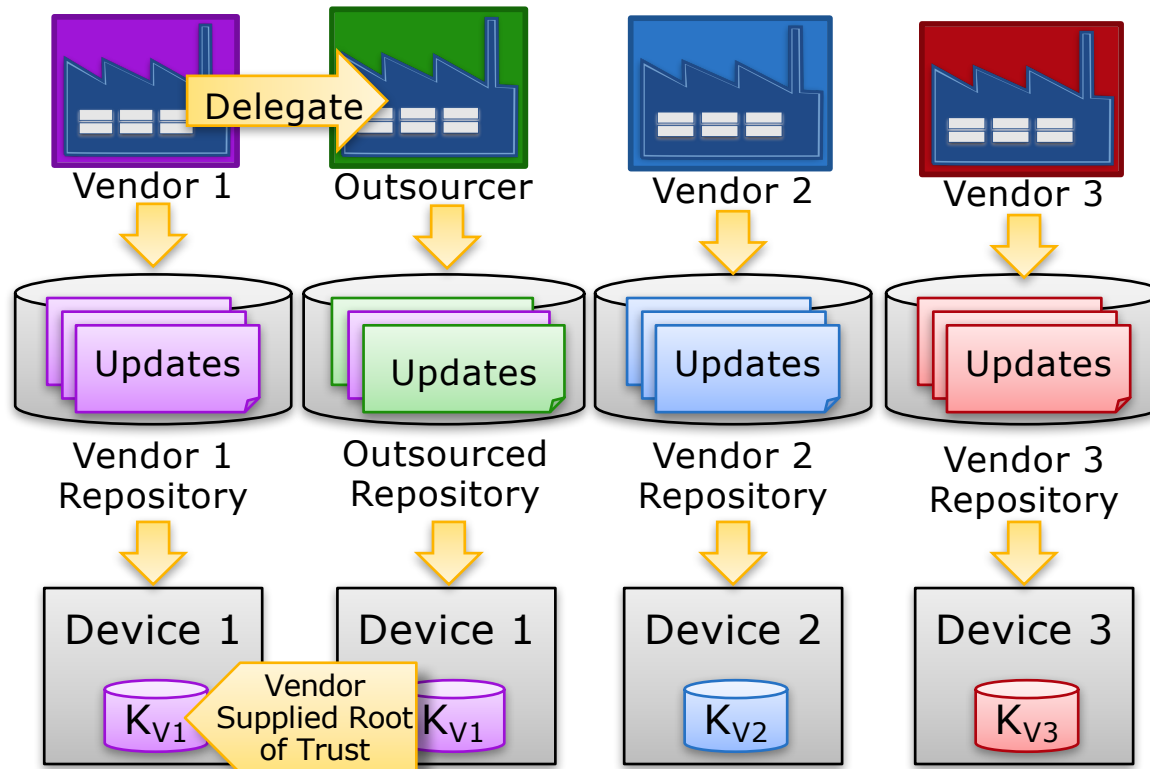 Delegate
Vendor 1
Outsourcer
Vendor 2
Vendor 3
Updates
Updates
Updates
Updates
Vendor 1
Repository
Outsourced
Repository
Vendor 2
Repository
Vendor 3
Repository
Device 1
Device 1
Device 2
Device 3
KV1
Vendor
Supplied Root
of Trust
KV1
KV2
KV3